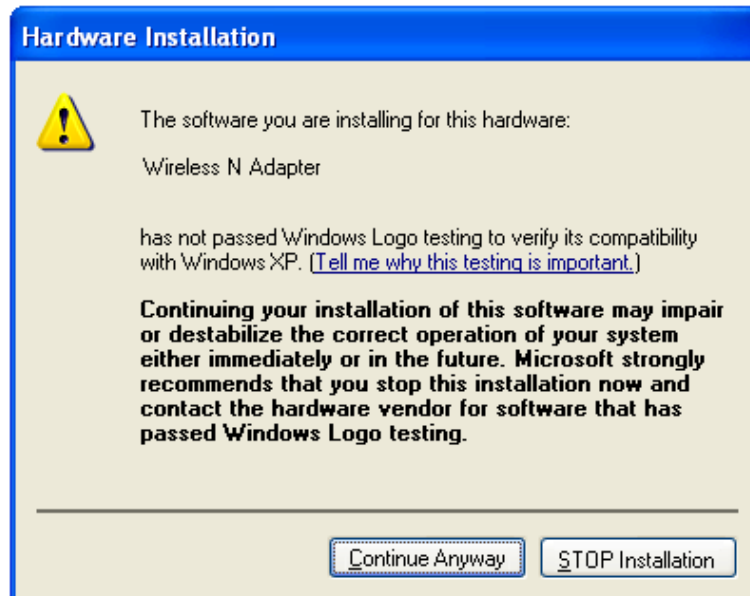 Hardware Installation
The software you are installing for this hardware:
Wireless N Adapter
has not passed Windows Logo testing to verify its compatibility
with Windows XP. (Tell me why this testing is important.)
Continuing your installation of this software may impair
or destabilize the correct operation of your system
either immediately or in the future. Microsoft strongly
recommends that you stop this installation now and
contact the hardware vendor for software that has
passed Windows Logo testing.
Continue Anyway
STOP Installation